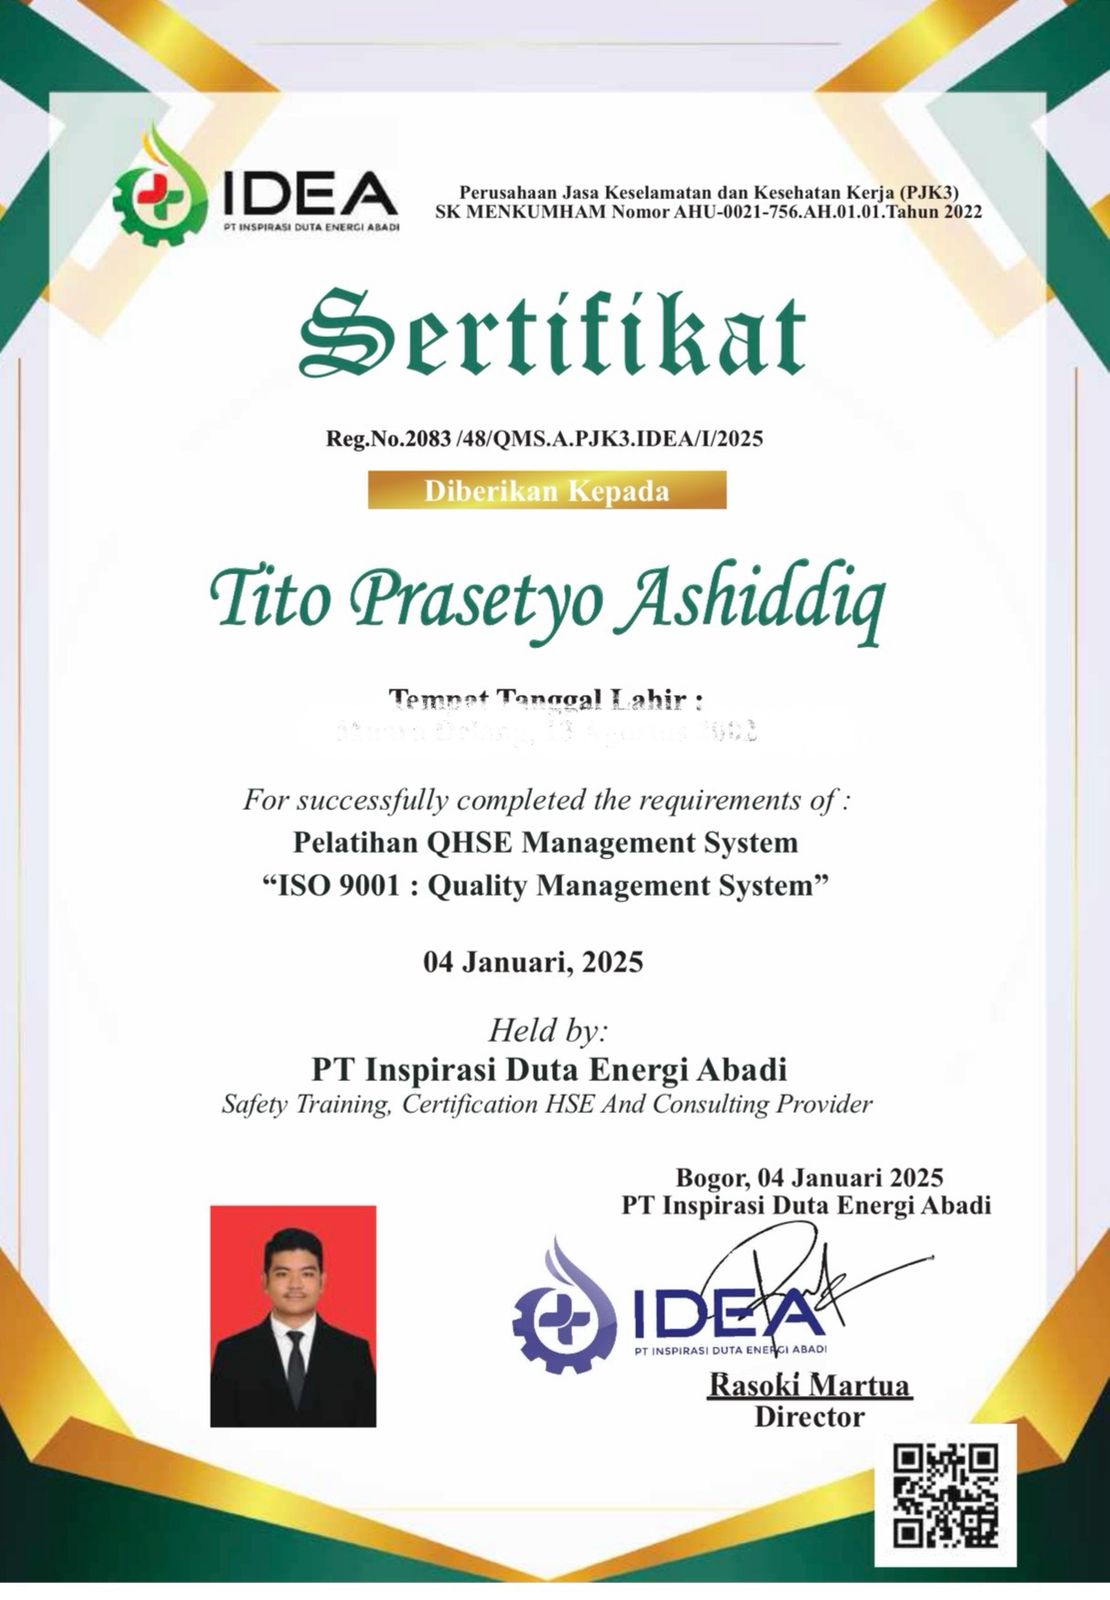 IDEA
PT INSPIRASI DUTA ENERGI ABADI
Perusahaan Jasa Keselamatan dan Kesehatan Kerja (PJK3)
SK MENKUMHAM Nomor AHU-0021-756.AH.01.01.Tahun 2022
Sertifikat
Reg.No.2083 /48/QMS.A.PJK3.IDEA/I/2025
Diberikan Kepada
Tito Prasetyo Ashiddiq
Tempat Tanggal Lahir :
For successfully completed the requirements of :
Pelatihan QHSE Management System
“ISO 9001 : Quality Management System”
04 Januari, 2025
Held by:
PT Inspirasi Duta Energi Abadi
Safety Training, Certification HSE And Consulting Provider
Bogor, 04 Januari 2025
PT Inspirasi Duta Energi Abadi
IDEA
PT INSPIRASI DUTA ENERGI ABADI
Rasoki Martua
Director